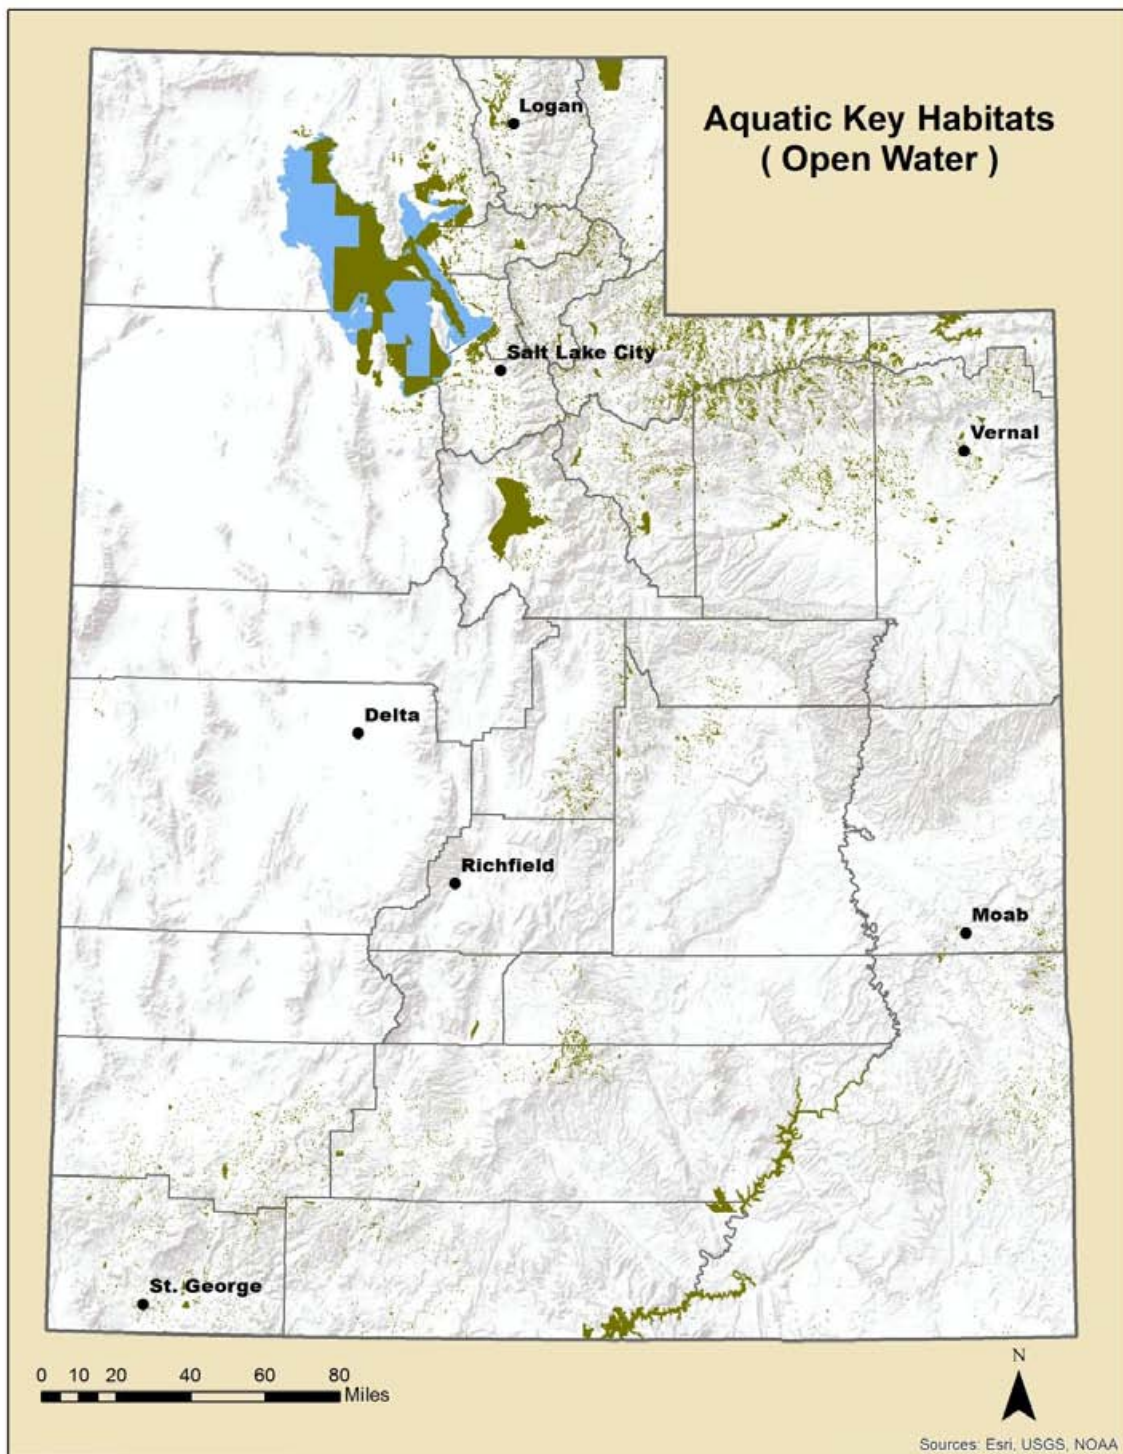 Aquatic Key Habitats
( Open Water )
Logan
Salt Lake City
Vernal
Delta
Richfield
Moab
St. George
0 10 20 40 60 80
Miles
N
Sources: Esri, USGS, NOAA